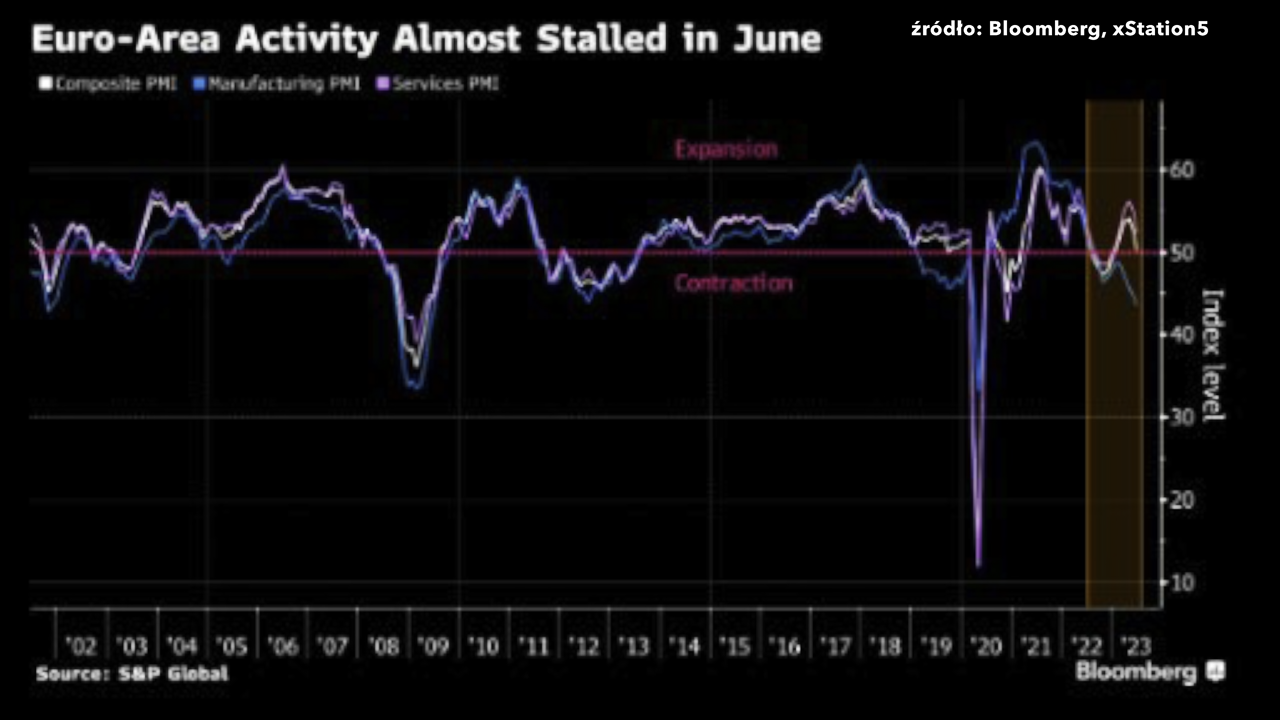 Euro-Area Activity Almost Stalled in June
źródło: Bloomberg, xStation5
Composite PMI Manufacturing PMI Services PMI
Expansion
60
50
Contraction
40
30
20
10
Index level
'02 '03 '04 '05 '06 '07 '08 '09 '10 '11 '12 '13 '14 '15 '16 '17 '18 '19 '20 '21 '22 '23
Source: S&P Global
Bloomberg